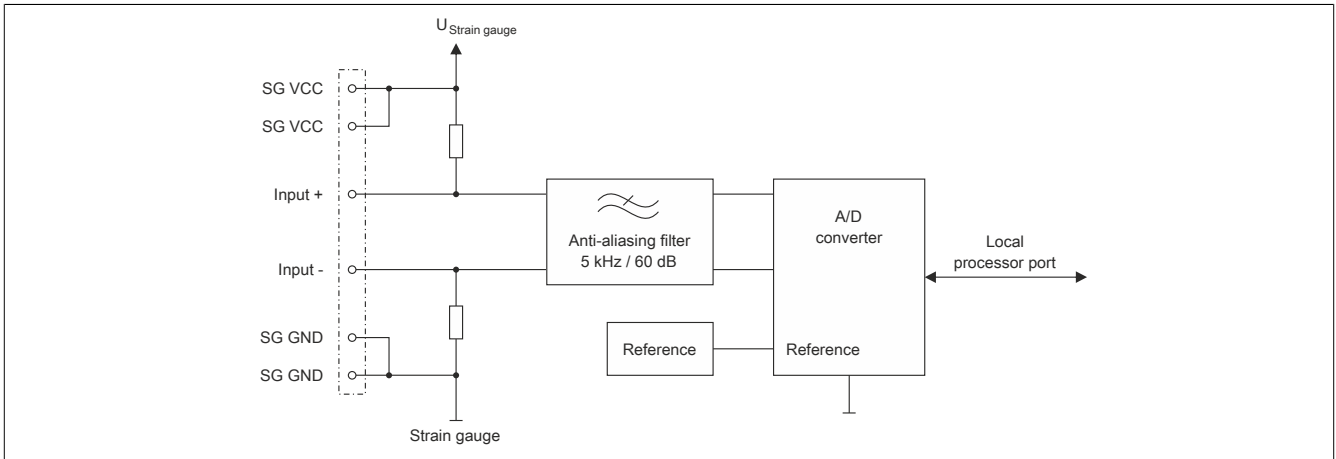 U Strain gauge
SG VCC
SG VCC
Input +
Input -
SG GND
SG GND
Strain gauge
Anti-aliasing filter
5 kHz / 60 dB
Reference
A/D
converter
Reference
Local
processor port